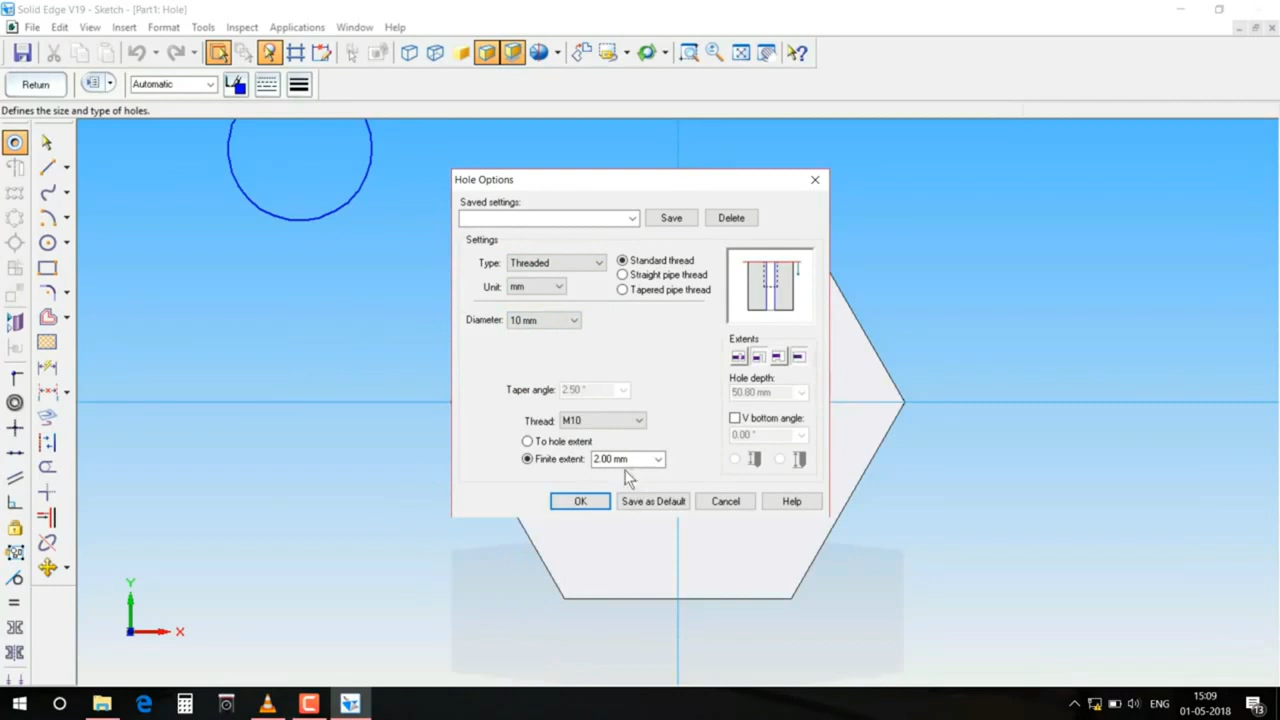 Solid Edge V19 - Sketch - [Part1: Hole]
File Edit View Insert Format Tools Inspect Applications Window Help
Return Automatic
Defines the size and type of holes.
Hole Options
Saved settings:
Save Delete
Settings
Type: Threaded
Standard thread
Straight pipe thread
Unit: mm
Tapered pipe thread
Diameter: 10 mm
Extents
Hole depth:
50.80 mm
Taper angle: 2.50 °
V bottom angle:
0.00 °
Thread: M10
To hole extent
Finite extent: 2.00 mm
OK Save as Default Cancel Help
Y
X
ENG
15:09
01-05-2018
13